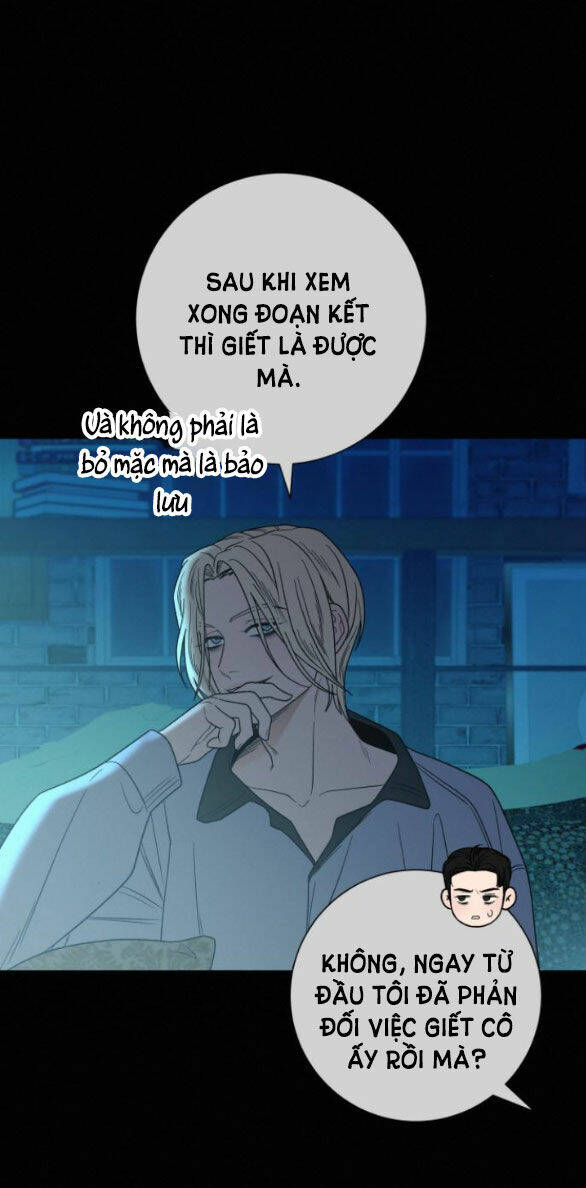 SAU KHI XEM
XONG ĐOẠN KẾT
THÌ GIẾT LÀ ĐƯỢC
MÀ.
Và không phải là
bỏ mặc mà là bảo
lưu
KHÔNG, NGAY TỪ
ĐẦU TÔI ĐÃ PHẢN
ĐỐI VIỆC GIẾT CÔ
ẤY RỒI MÀ?